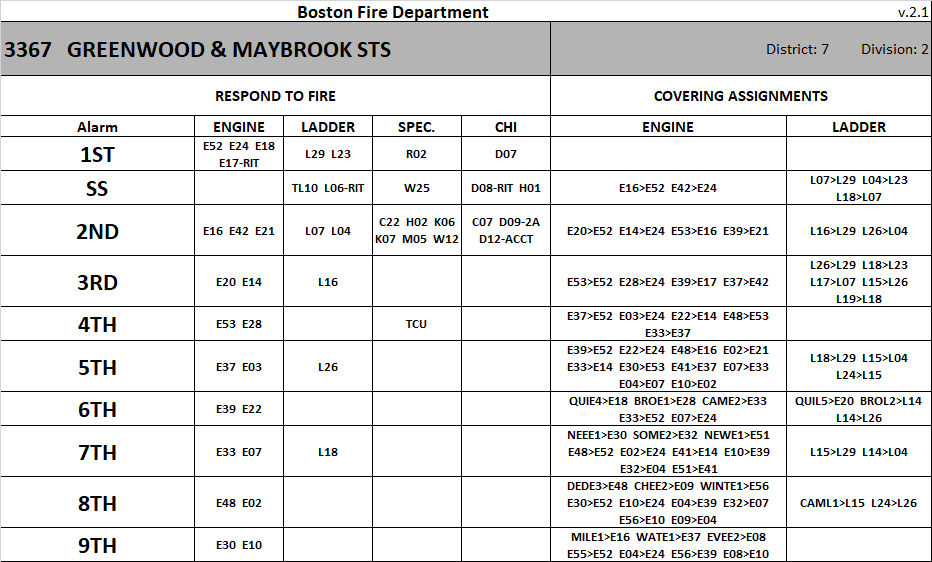 Boston Fire Department v.2.1
3367 GREENWOOD & MAYBROOK STS District: 7 Division: 2
RESPOND TO FIRE COVERING ASSIGNMENTS
Alarm ENGINE LADDER SPEC. CHI ENGINE LADDER
1ST
E52 E24 E18
E17-RIT
L29 L23
R02
D07
SS
TL10 L06-RIT
W25
D08-RIT H01
E16>E52 E42>E24
L07>L29 L04>L23
L18>L07
2ND
E16 E42 E21
L07 L04
C22 H02 K06
K07 M05 W12
C07 D09-2A
D12-ACCT
E20>E52 E14>E24 E53>E16 E39>E21
L16>L29 L26>L04
3RD
E20 E14
L16
E53>E52 E28>E24 E39>E17 E37>E42
L26>L29 L18>L23
L17>L07 L15>L26
L19>L18
4TH
E53 E28
TCU
E37>E52 E03>E24 E22>E14 E48>E53
E33>E37
5TH
E37 E03
L26
E39>E52 E22>E24 E48>E16 E02>E21
E33>E14 E30>E53 E41>E37 E07>E33
E04>E07 E10>E02
L18>L29 L15>L04
L24>L15
6TH
E39 E22
QUIE4>E18 BROE1>E28 CAME2>E33
E33>E52 E07>E24
QUIL5>E20 BROL2>L14
L14>L26
7TH
E33 E07
L18
NEEE1>E30 SOME2>E32 NEWE1>E51
E48>E52 E02>E24 E41>E14 E10>E39
E32>E04 E51>E41
L15>L29 L14>L04
8TH
E48 E02
DEDE3>E48 CHEE2>E09 WINTE1>E56
E30>E52 E10>E24 E04>E39 E32>E07
E56>E10 E09>E04
CAML1>L15 L24>L26
9TH
E30 E10
MILE1>E16 WATE1>E37 EVEE2>E08
E55>E52 E04>E24 E56>E39 E08>E10